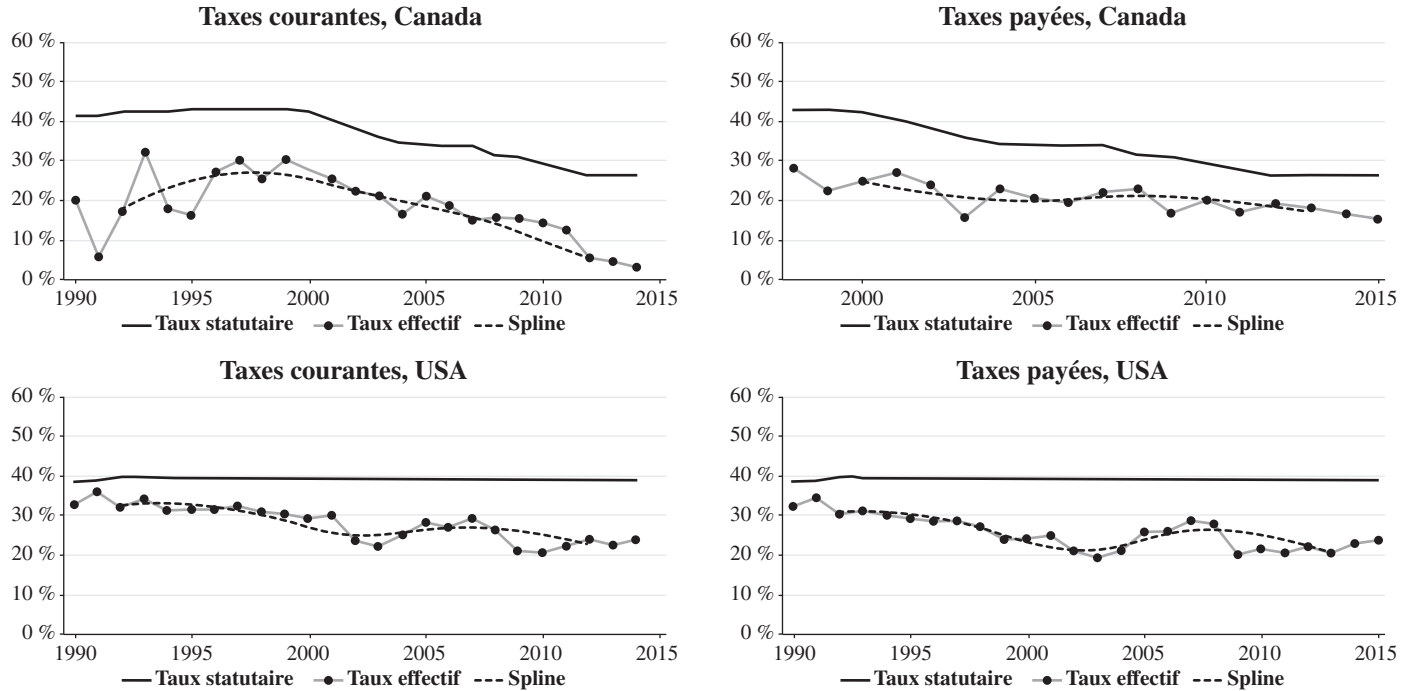 Taxes courantes, Canada
60 %
50 %
40 %
30 %
20 %
10 %
0 %
1990 1995 2000 2005 2010 2015
Taux statutaire Taux effectif Spline
Taxes payées, Canada
60 %
50 %
40 %
30 %
20 %
10 %
0 %
2000 2005 2010 2015
Taux statutaire Taux effectif Spline
Taxes courantes, USA
60 %
50 %
40 %
30 %
20 %
10 %
0 %
1990 1995 2000 2005 2010 2015
Taux statutaire Taux effectif Spline
Taxes payées, USA
60 %
50 %
40 %
30 %
20 %
10 %
0 %
1990 1995 2000 2005 2010 2015
Taux statutaire Taux effectif Spline